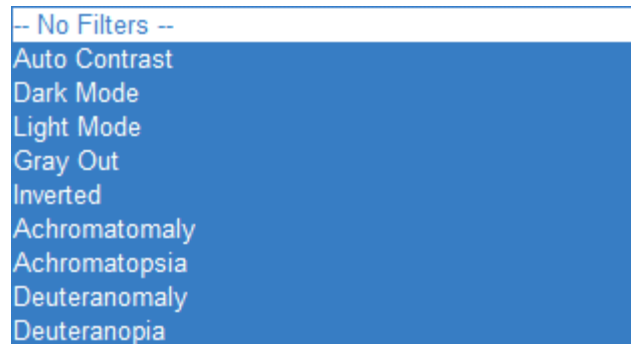 -- No Filters --
Auto Contrast
Dark Mode
Light Mode
Gray Out
Inverted
Achromatomaly
Achromatopsia
Deuteranomaly
Deuteranopia